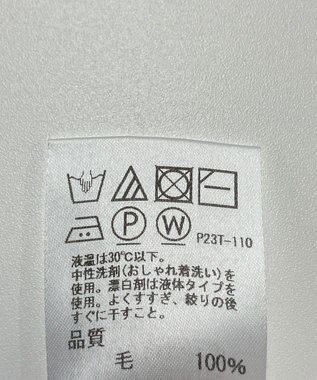 P W P23T-110
液温は30℃以下。
中性洗剤(おしゃれ着洗い)を
使用。漂白剤は液体タイプを
使用。よくすすぎ、絞りの後
すぐに干すこと。
品質
毛 100%